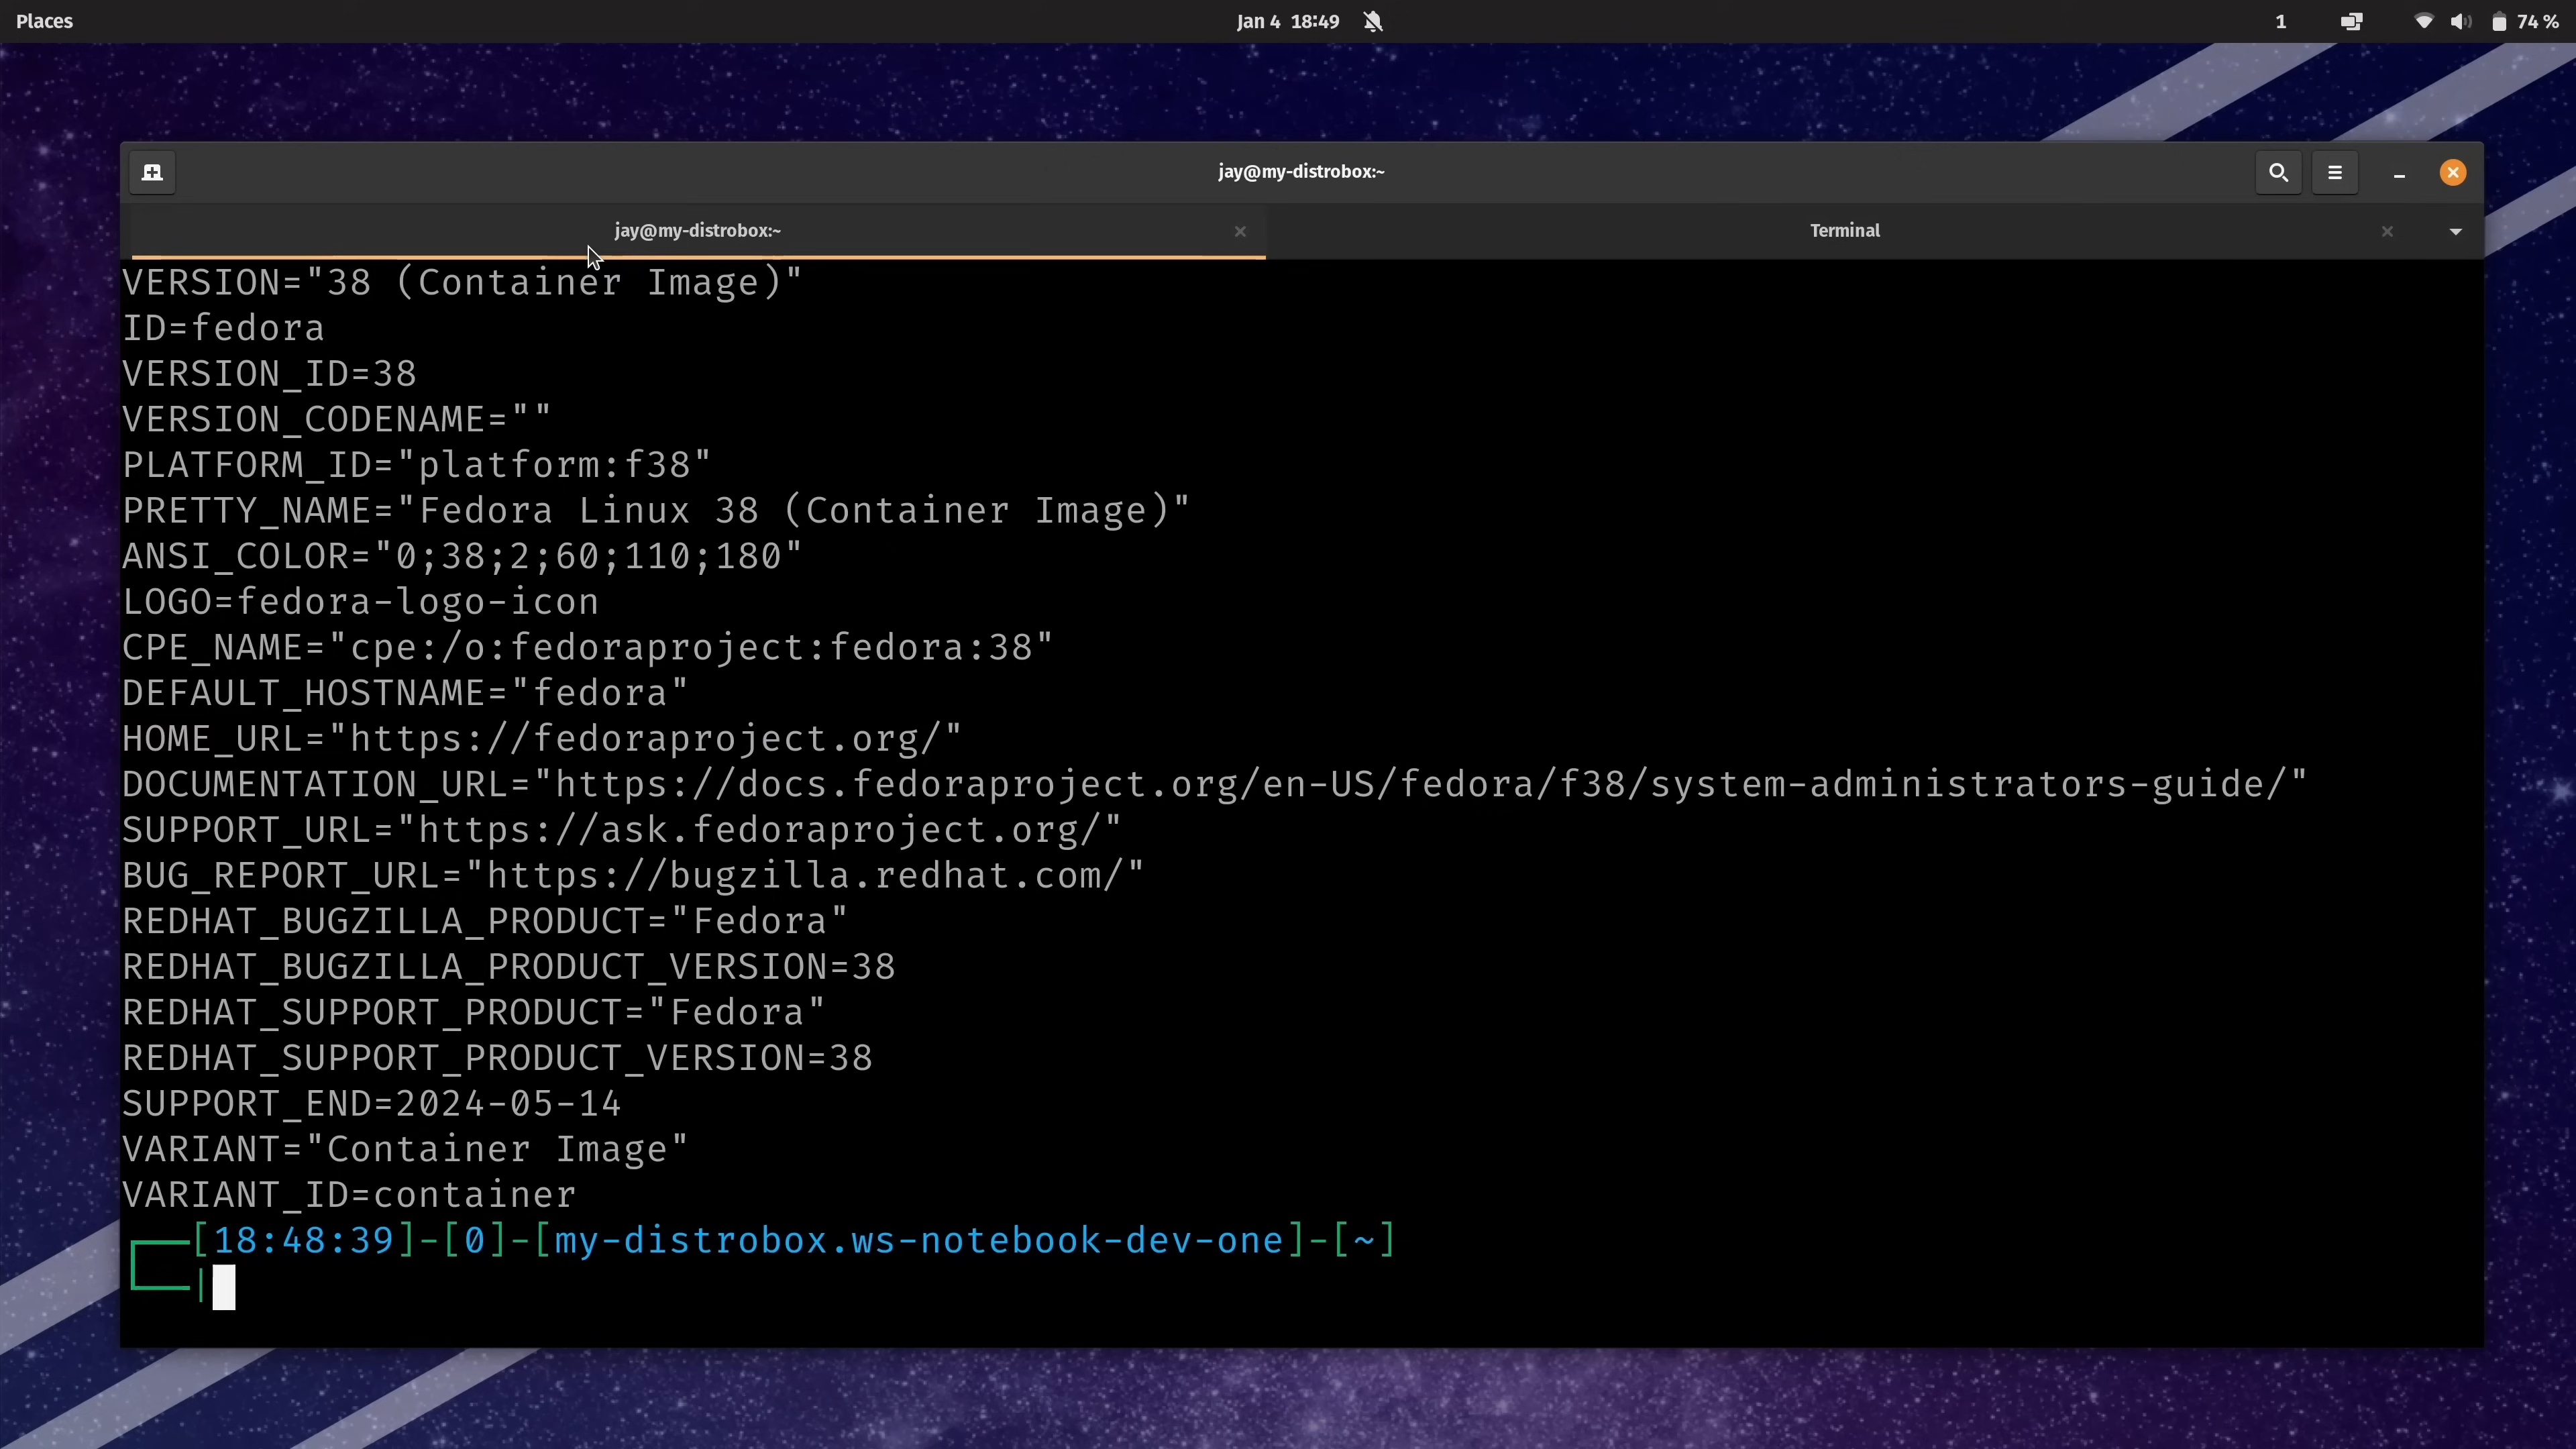 Places
Jan 4 18:49
1
74 %
jay@my-distrobox:~
jay@my-distrobox:~
Terminal
VERSION="38 (Container Image)"
ID=fedora
VERSION_ID=38
VERSION_CODENAME=""
PLATFORM_ID="platform:f38"
PRETTY_NAME="Fedora Linux 38 (Container Image)"
ANSI_COLOR="0;38;2;60;110;180"
LOGO=fedora-logo-icon
CPE_NAME="cpe:/o:fedoraproject:fedora:38"
DEFAULT_HOSTNAME="fedora"
HOME_URL="https://fedoraproject.org/"
DOCUMENTATION_URL="https://docs.fedoraproject.org/en-US/fedora/f38/system-administrators-guide/"
SUPPORT_URL="https://ask.fedoraproject.org/"
BUG_REPORT_URL="https://bugzilla.redhat.com/"
REDHAT_BUGZILLA_PRODUCT="Fedora"
REDHAT_BUGZILLA_PRODUCT_VERSION=38
REDHAT_SUPPORT_PRODUCT="Fedora"
REDHAT_SUPPORT_PRODUCT_VERSION=38
SUPPORT_END=2024-05-14
VARIANT="Container Image"
VARIANT_ID=container
[18:48:39]-[0]-[my-distrobox.ws-notebook-dev-one]-[~]
|